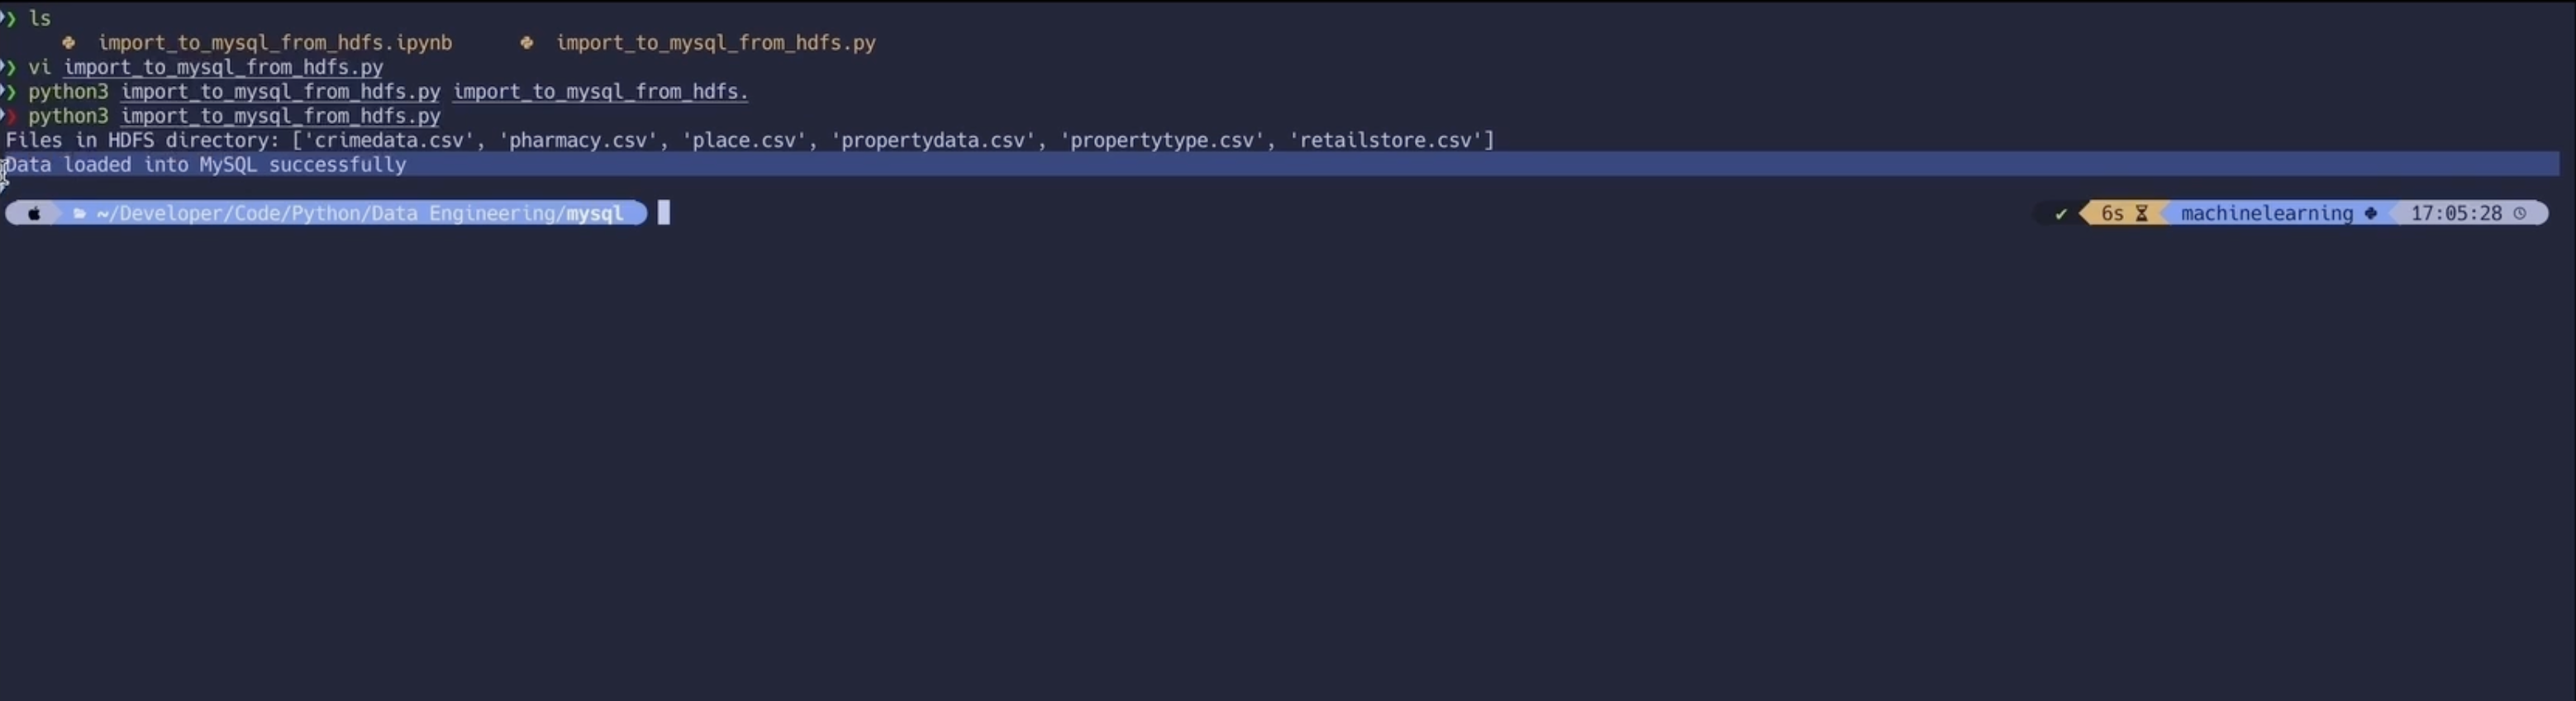 ❯ ls
import_to_mysql_from_hdfs.ipynb import_to_mysql_from_hdfs.py
❯ vi import_to_mysql_from_hdfs.py
❯ python3 import_to_mysql_from_hdfs.py import_to_mysql_from_hdfs.
❯ python3 import_to_mysql_from_hdfs.py
Files in HDFS directory: ['crimedata.csv', 'pharmacy.csv', 'place.csv', 'propertydata.csv', 'propertytype.csv', 'retailstore.csv']
Data loaded into MySQL successfully
~/Developer/Code/Python/Data Engineering/mysql ✔ 6s machinelearning 17:05:28